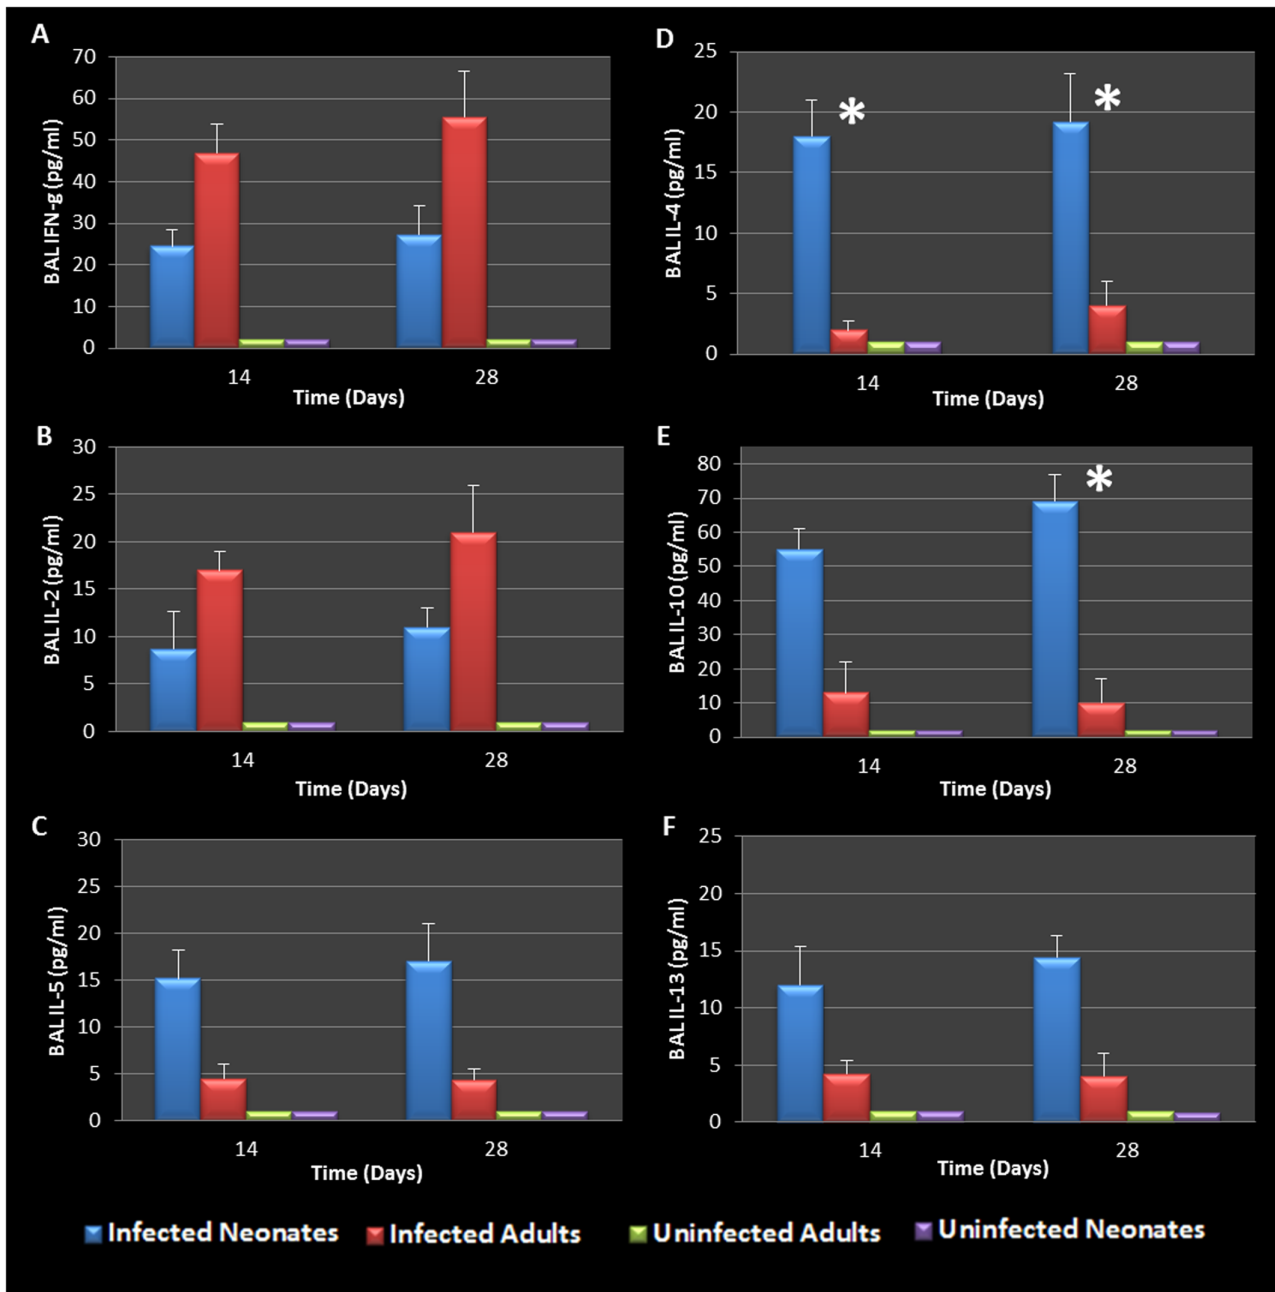 A
70
60
50
40
30
20
10
0
BAL IFN-g (pg/ml)
14 28
Time (Days)
D
25
20
15
10
5
0
BAL IL-4 (pg/ml)
* *
14 28
Time (Days)
B
30
25
20
15
10
5
0
BAL IL-2 (pg/ml)
14 28
Time (Days)
E
80
70
60
50
40
30
20
10
0
BAL IL-10 (pg/ml)
*
14 28
Time (Days)
C
30
25
20
15
10
5
0
BAL IL-5 (pg/ml)
14 28
Time (Days)
F
25
20
15
10
5
0
BAL IL-13 (pg/ml)
14 28
Time (Days)
Infected Neonates Infected Adults Uninfected Adults Uninfected Neonates